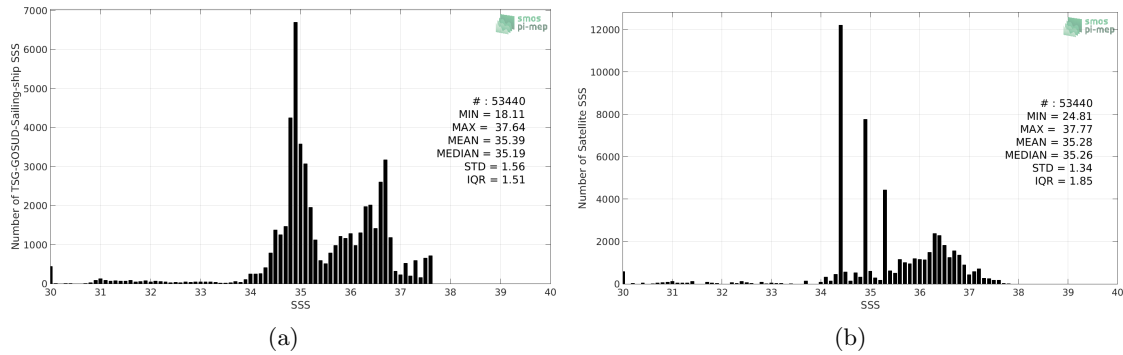 7000
6000
5000
4000
3000
2000
1000
0
Number of TSG-GOSUD-Sailing-ship SSS
smos
pi-mep
# : 53440
MIN = 18.11
MAX = 37.64
MEAN = 35.39
MEDIAN = 35.19
STD = 1.56
IQR = 1.51
30 31 32 33 34 35 36 37 38 39 40
SSS
(a)
12000
10000
8000
6000
4000
2000
0
Number of Satellite SSS
smos
pi-mep
# : 53440
MIN = 24.81
MAX = 37.77
MEAN = 35.28
MEDIAN = 35.26
STD = 1.34
IQR = 1.85
30 31 32 33 34 35 36 37 38 39 40
SSS
(b)